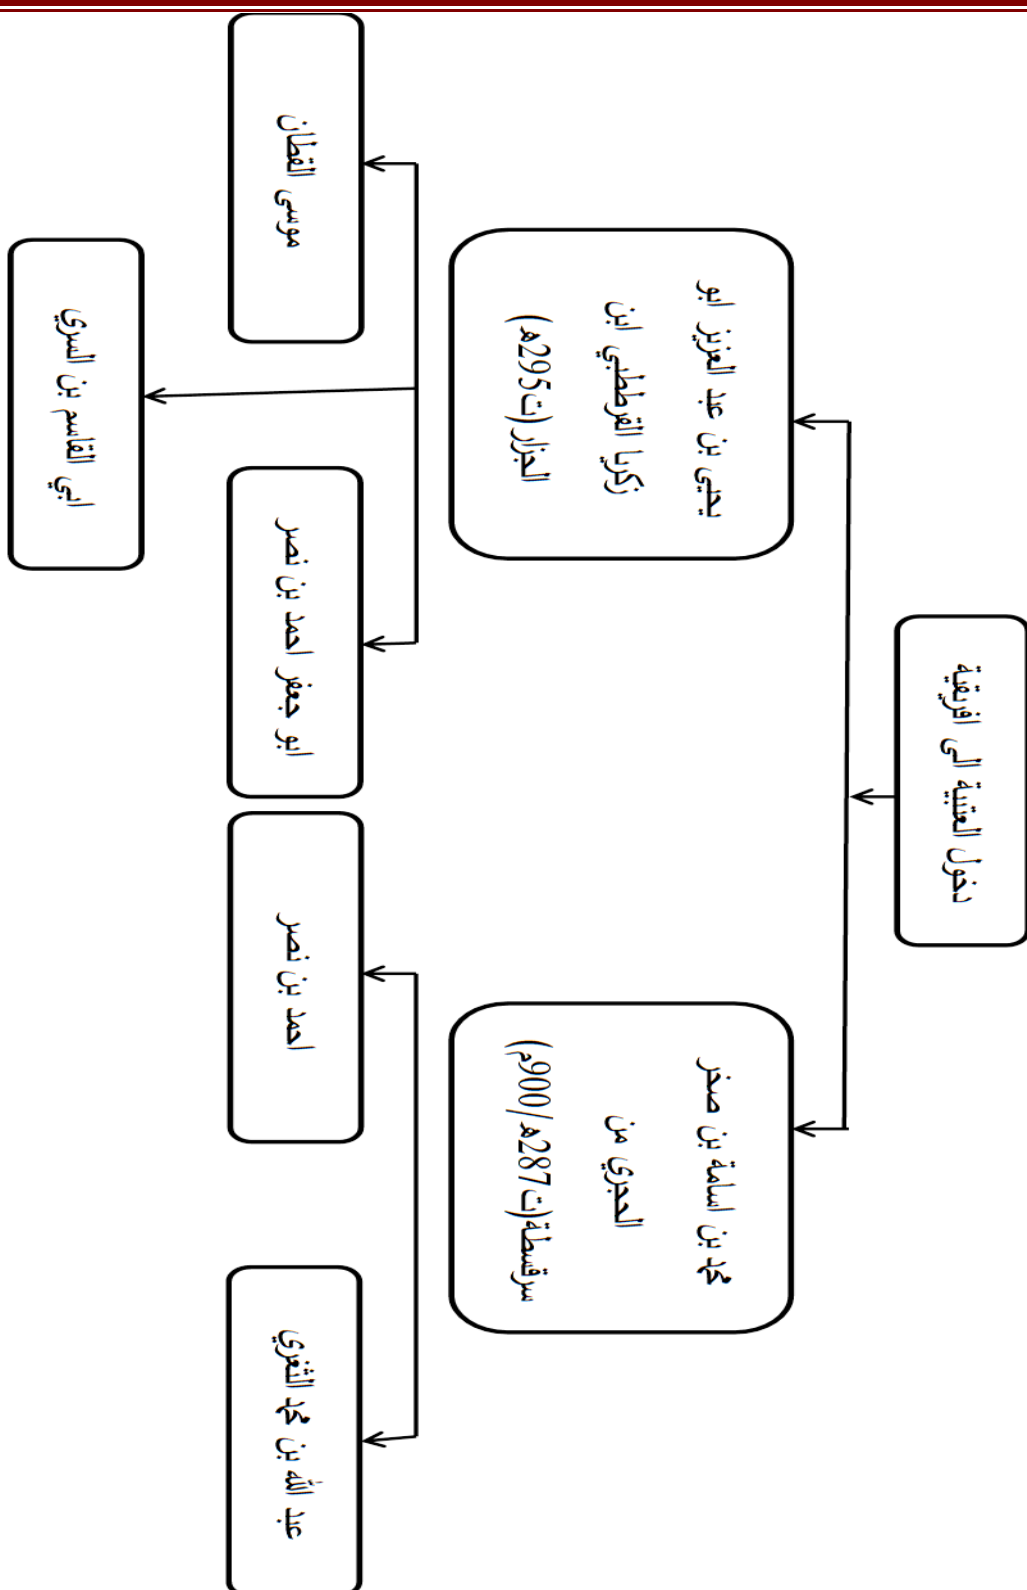 دخول العتبية الى افريقية
محمد بن اسامة بن صخر
الحجري من
سرقسطة(ت287ه/900م)
يحيى بن عبد العزيز ابو
زكريا القرطبي ابن
الجزار(ت295ه)
عبد الله بن محمد الثغري
احمد بن نصر
ابو جعفر احمد بن نصر
موسى القطان
ابي القاسم بن السري